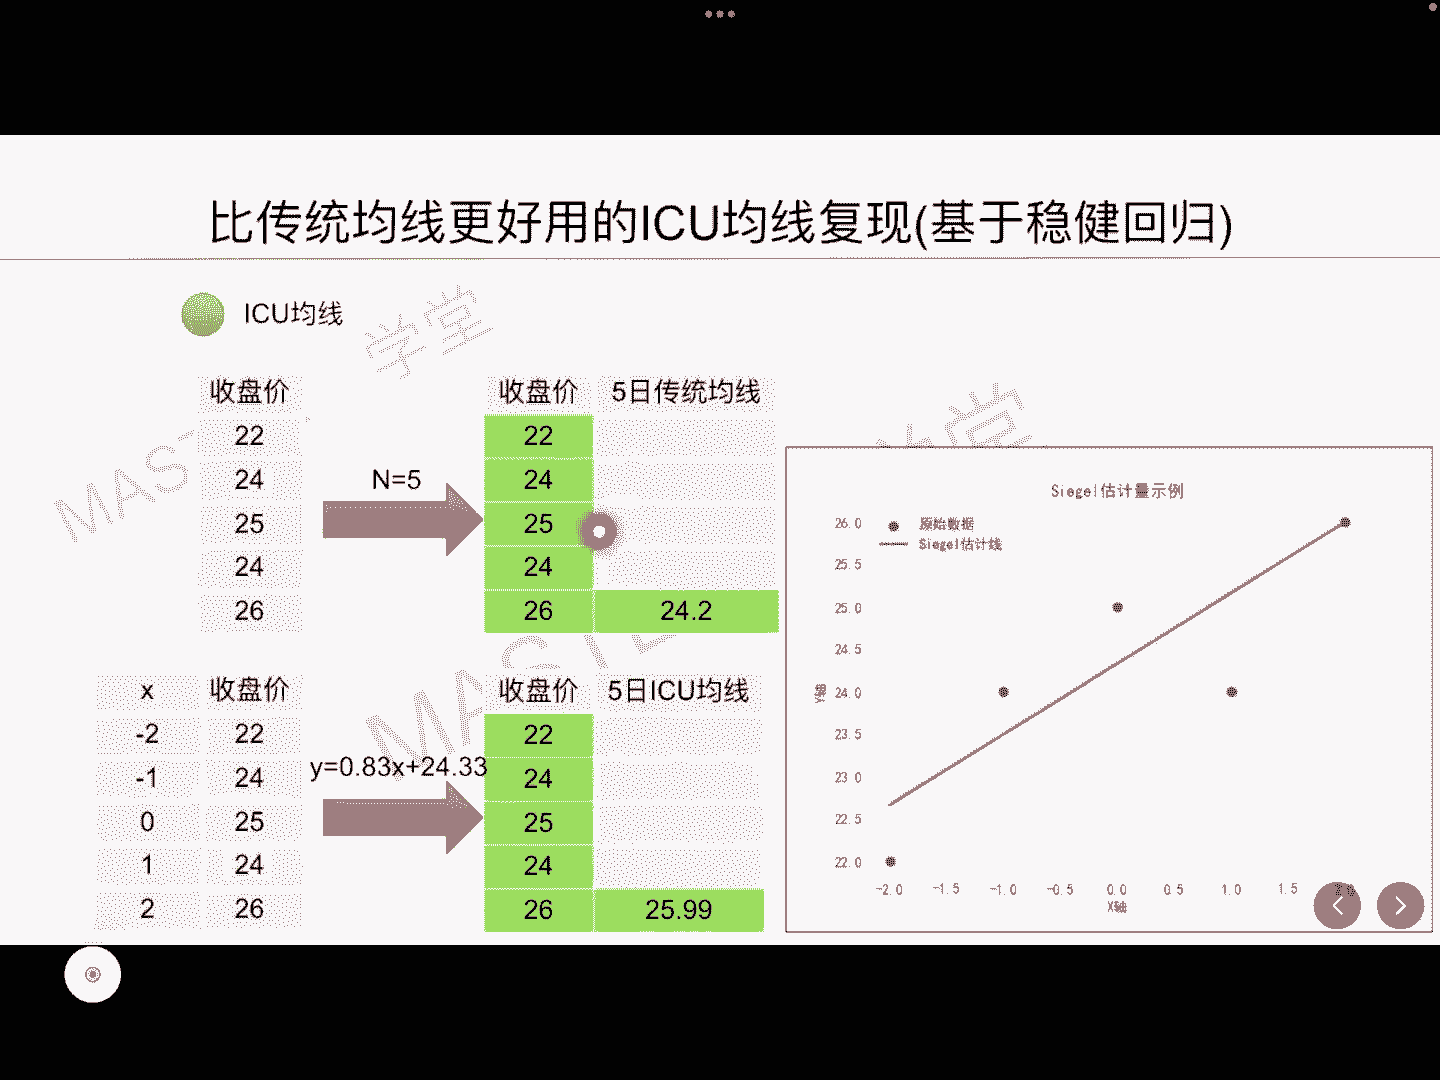 比传统均线更好用的ICU均线复现(基于稳健回归)
ICU均线
学堂
MAST
收盘价
22
24
25
24
26
N=5
收盘价 5日传统均线
22
24
25
24
26 24.2
x 收盘价
-2 22
-1 24
0 25
1 24
2 26
y=0.83x+24.33
收盘价 5日ICU均线
22
24
25
24
26 25.99
Siegel估计量示例
原始数据
Siegel估计线
26.0
25.5
25.0
24.5
24.0
23.5
23.0
22.5
22.0
-2.0 -1.5 -1.0 -0.5 0.0 0.5 1.0 1.5 2.0
X轴
Y轴